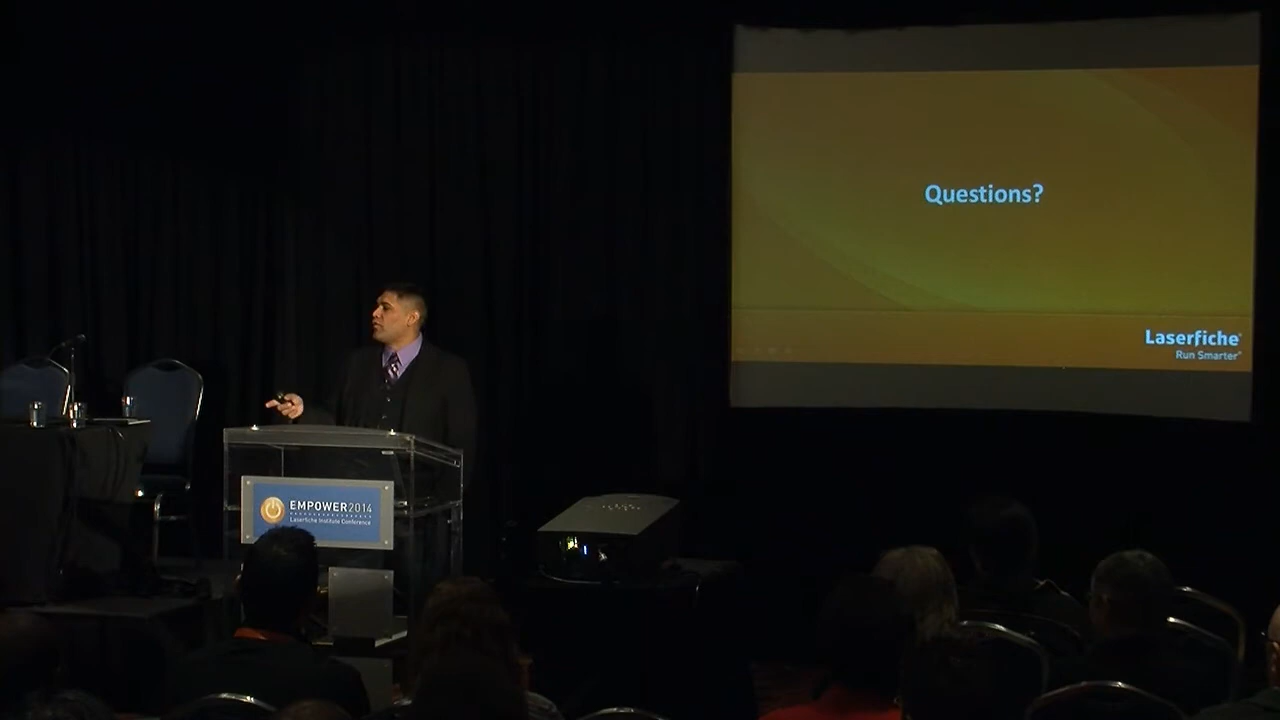 Questions?
Laserfiche®
Run Smarter®
EMPOWER2014
Laserfiche Institute Conference